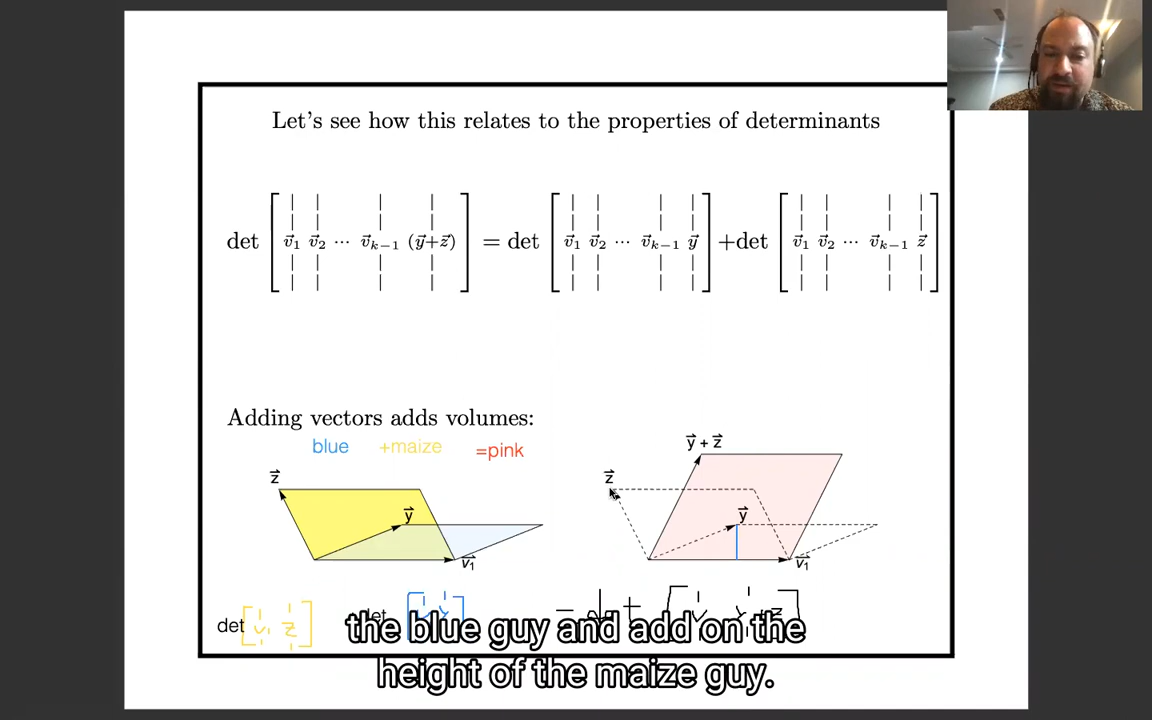 Let's see how this relates to the properties of determinants
det [v⃗₁ v⃗₂ ⋯ v⃗ₖ₋₁ (y⃗+z⃗)] = det [v⃗₁ v⃗₂ ⋯ v⃗ₖ₋₁ y⃗] +det [v⃗₁ v⃗₂ ⋯ v⃗ₖ₋₁ z⃗]
Adding vectors adds volumes:
blue +maize =pink
y⃗ + z⃗
z⃗ z⃗
y⃗ y⃗
v⃗₁ v⃗₁
det [v₁ z]
the blue guy and add on the
height of the maize guy.